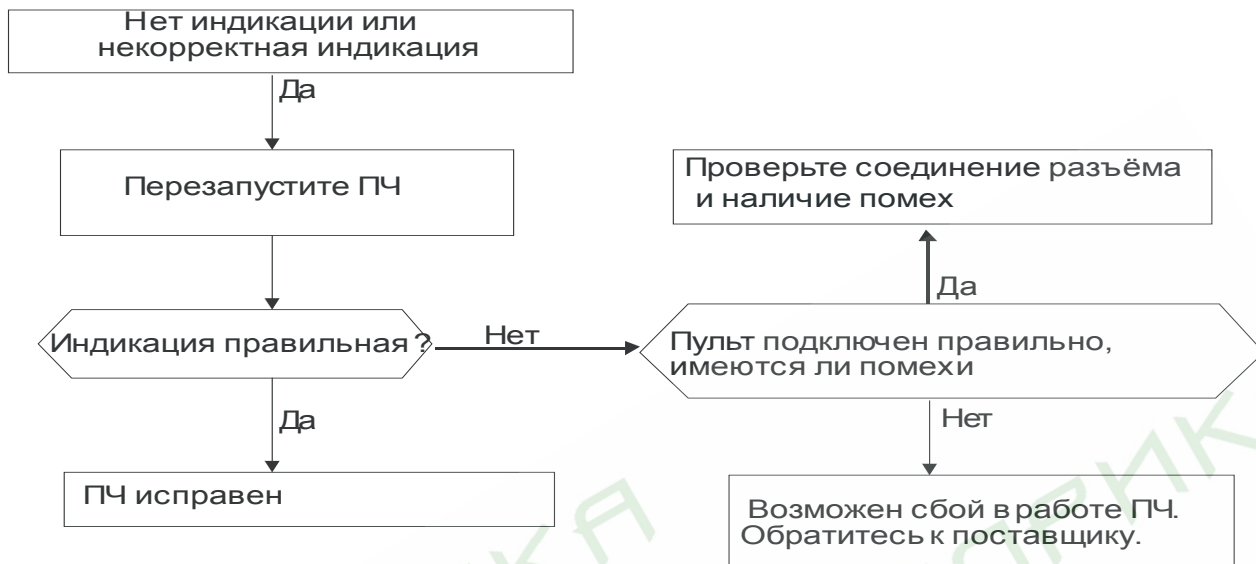 Нет индикации или
некорректная индикация
Да
Перезапустите ПЧ
Индикация правильная ?
Нет
Да
ПЧ исправен
Проверьте соединение разъёма
и наличие помех
Да
Пульт подключен правильно,
имеются ли помехи
Нет
Возможен сбой в работе ПЧ.
Обратитесь к поставщику.